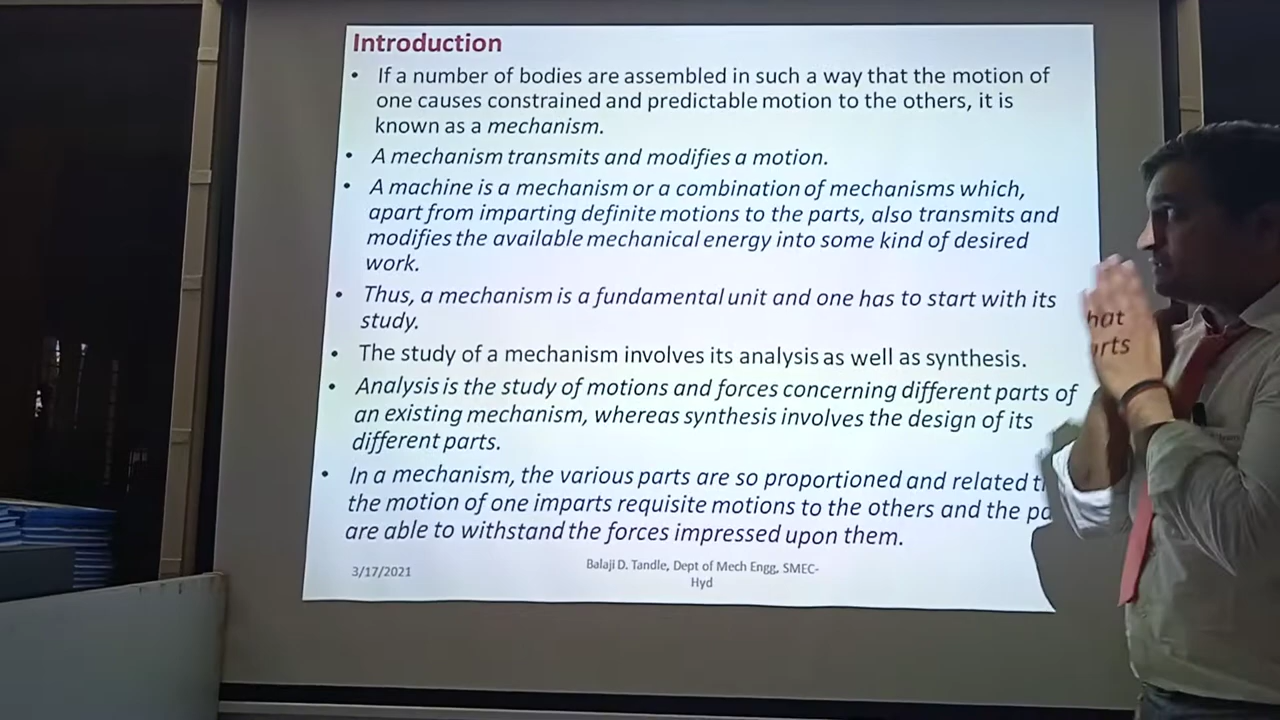 Introduction
• If a number of bodies are assembled in such a way that the motion of
one causes constrained and predictable motion to the others, it is
known as a mechanism.
• A mechanism transmits and modifies a motion.
• A machine is a mechanism or a combination of mechanisms which,
apart from imparting definite motions to the parts, also transmits and
modifies the available mechanical energy into some kind of desired
work.
• Thus, a mechanism is a fundamental unit and one has to start with its
study.
• The study of a mechanism involves its analysis as well as synthesis.
• Analysis is the study of motions and forces concerning different parts of
an existing mechanism, whereas synthesis involves the design of its
different parts.
• In a mechanism, the various parts are so proportioned and related t hat
the motion of one imparts requisite motions to the others and the pa rts
are able to withstand the forces impressed upon them.
3/17/2021
Balaji D. Tandle, Dept of Mech Engg, SMEC-
Hyd